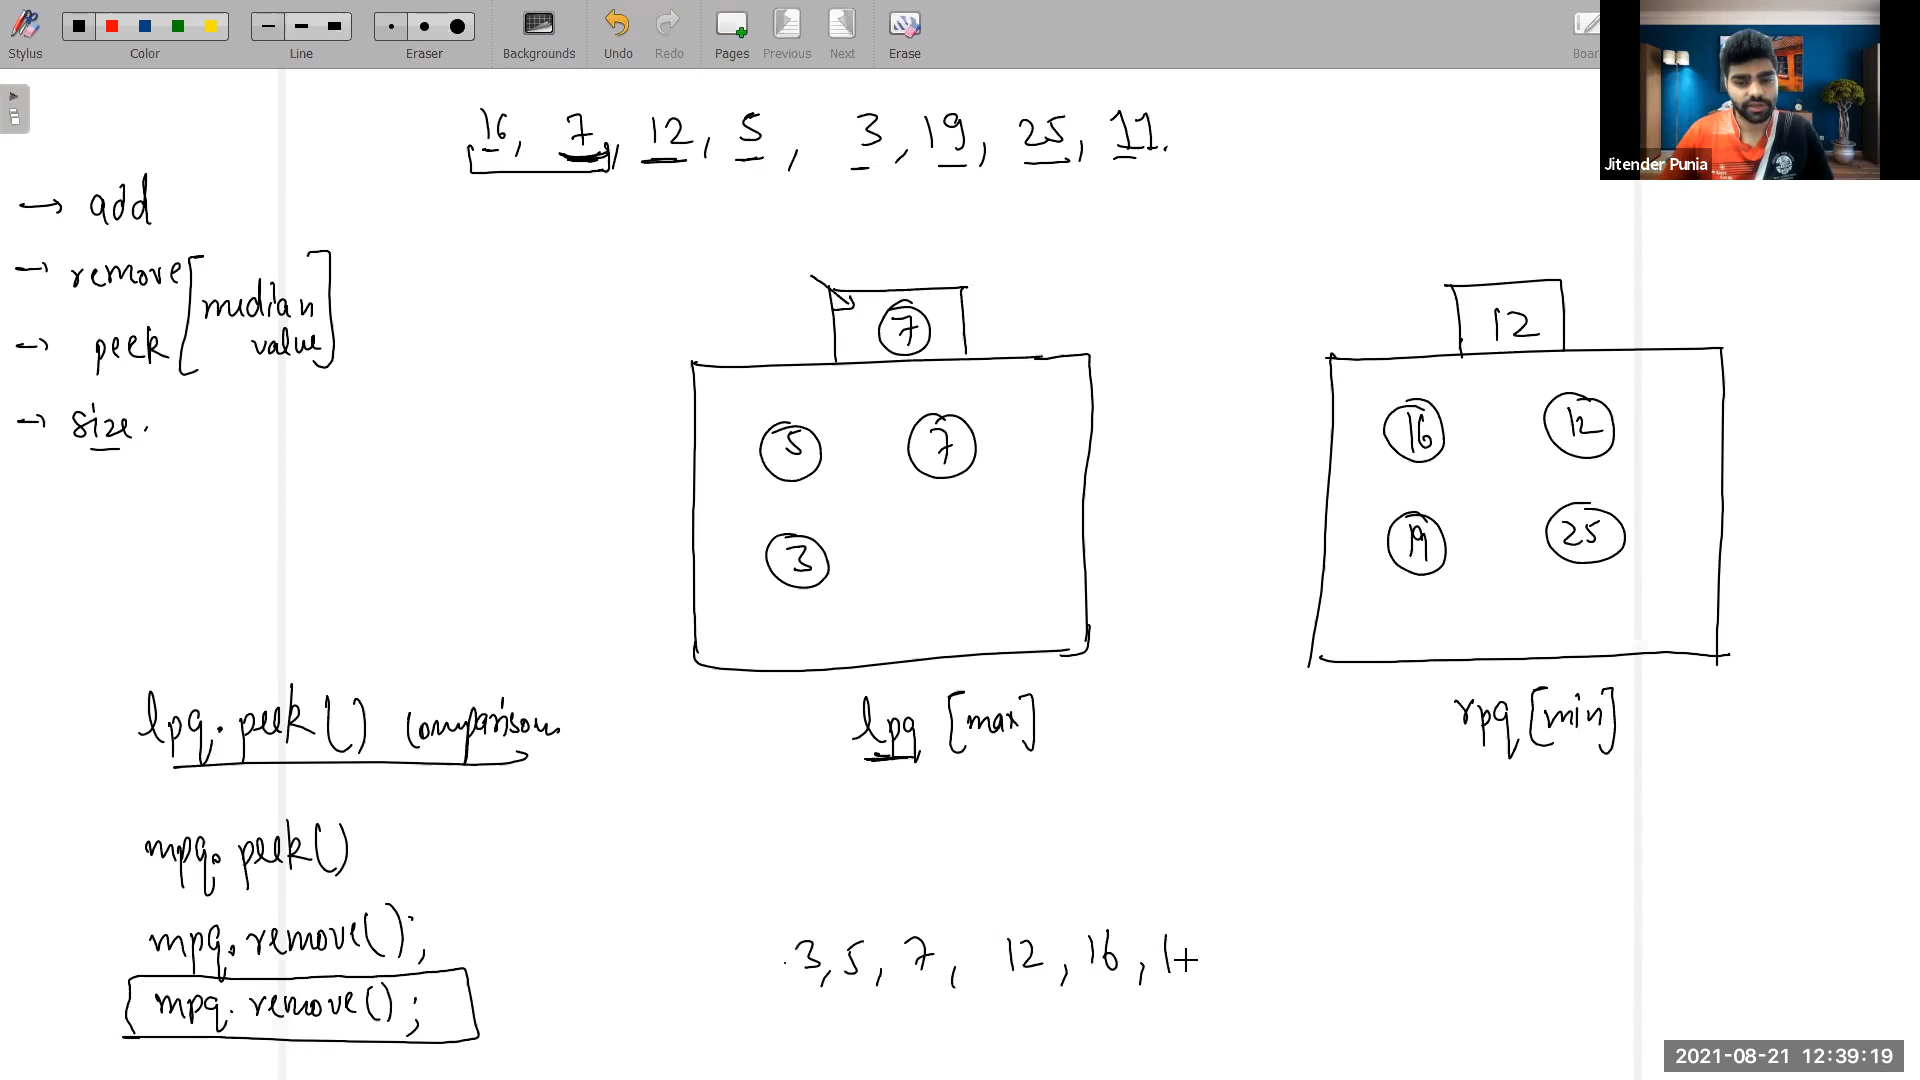 Stylus
Color
Line
Eraser
Backgrounds
Undo
Redo
Pages
Previous
Next
Erase
Boar
Jitender Punia
16, 7, 12, 5, 3, 19, 25, 11.
→ add
→ remove
→ peek
[median value]
→ size.
7
5 7
3
lpq [max]
12
16 12
19 25
rpq [min]
lpq.peek() comparison
mpq.peek()
mpq.remove();
mpq.remove();
3, 5, 7, 12, 16, 1
2021-08-21 12:39:19